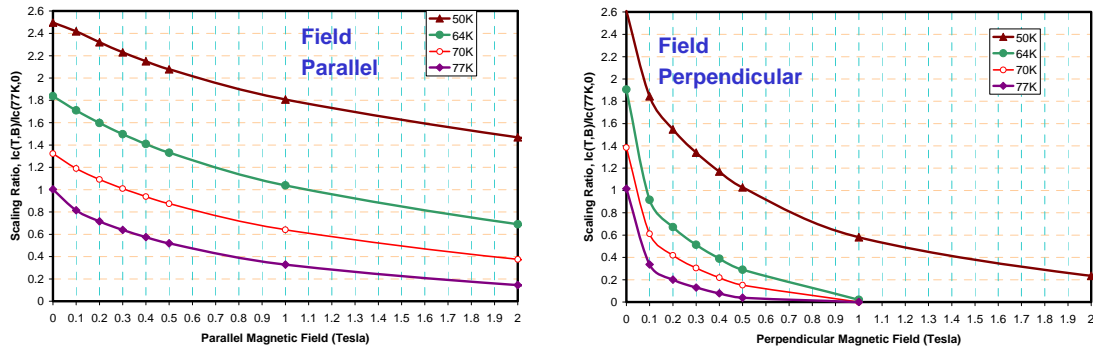 Scaling Ratio, Ic(T,B)/Ic(77K,0)
2.6
2.4
2.2
2
1.8
1.6
1.4
1.2
1
0.8
0.6
0.4
0.2
0
Field
Parallel
50K
64K
70K
77K
0 0.1 0.2 0.3 0.4 0.5 0.6 0.7 0.8 0.9 1 1.1 1.2 1.3 1.4 1.5 1.6 1.7 1.8 1.9 2
Parallel Magnetic Field (Tesla)
Scaling Ratio, Ic(T,B)/Ic(77K,0)
2.6
2.4
2.2
2
1.8
1.6
1.4
1.2
1
0.8
0.6
0.4
0.2
0
Field
Perpendicular
50K
64K
70K
77K
0 0.1 0.2 0.3 0.4 0.5 0.6 0.7 0.8 0.9 1 1.1 1.2 1.3 1.4 1.5 1.6 1.7 1.8 1.9 2
Perpendicular Magnetic Field (Tesla)